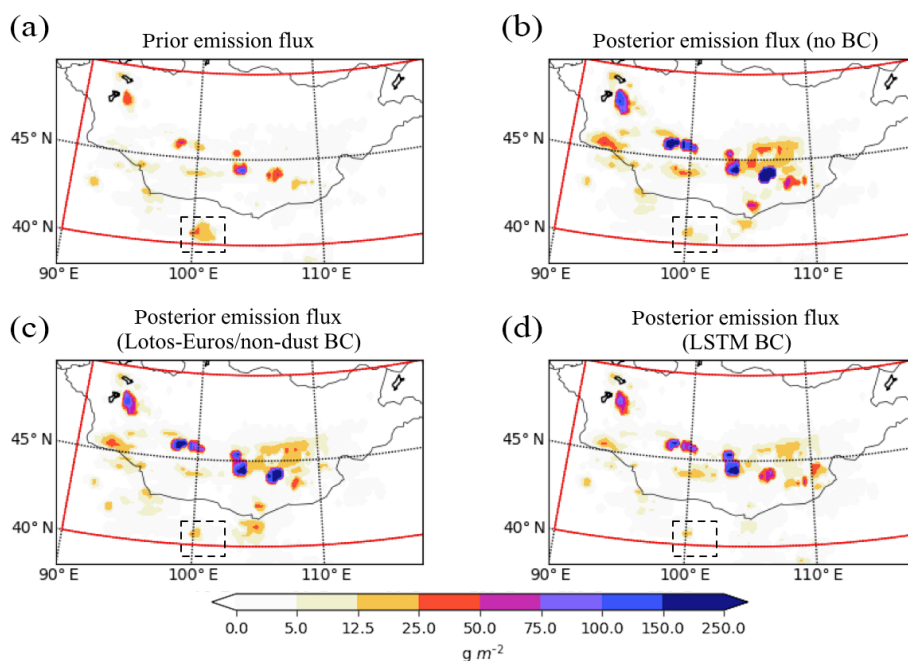 (a)
Prior emission flux
45° N
40° N
90° E
100° E
110° E
(b)
Posterior emission flux (no BC)
45° N
40° N
90° E
100° E
110° E
(c)
Posterior emission flux
(Lotos-Euros/non-dust BC)
45° N
40° N
90° E
100° E
110° E
(d)
Posterior emission flux
(LSTM BC)
45° N
40° N
90° E
100° E
110° E
0.0 5.0 12.5 25.0 50.0 75.0 100.0 150.0 250.0
g m⁻²